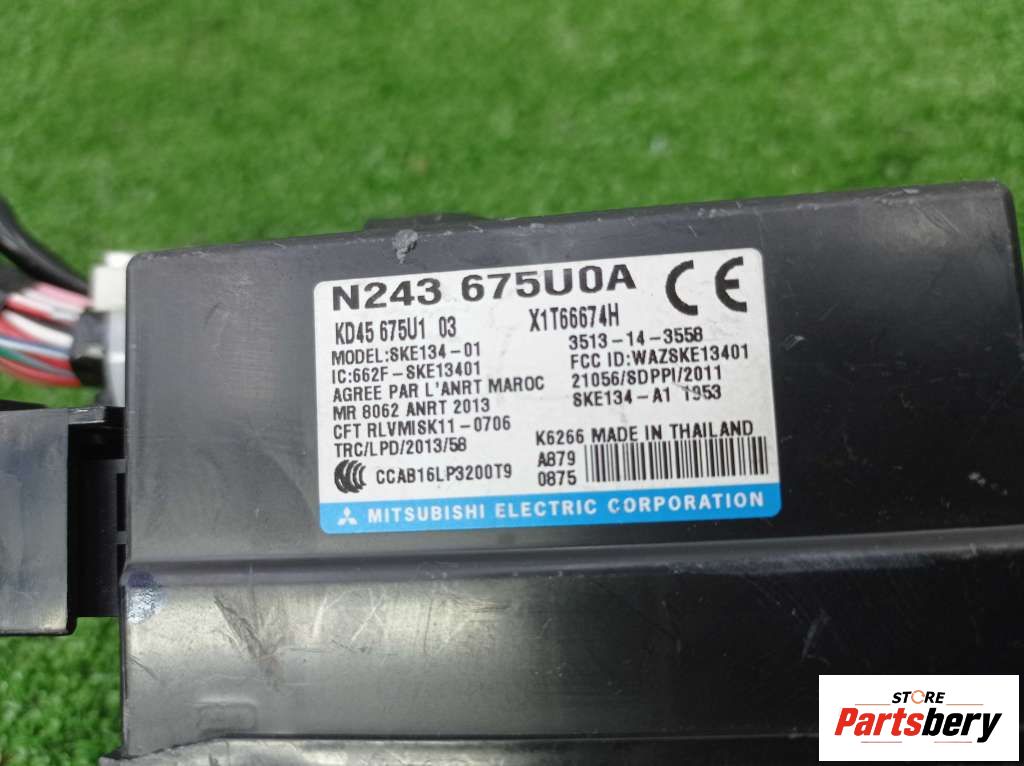 N243 675U0A
KD45 675U1 03 X1T66674H
MODEL:SKE134-01 3513-14-3558
IC:662F-SKE13401 FCC ID:WAZSKE13401
AGREE PAR L'ANRT MAROC 21056/SDPPI/2011
MR 8062 ANRT 2013 SKE134-A1 1953
CFT RLVMISK11-0706
TRC/LPD/2013/58 K6266 MADE IN THAILAND
CCAB16LP3200T9 A879
0875
MITSUBISHI ELECTRIC CORPORATION
STORE
Partsbery